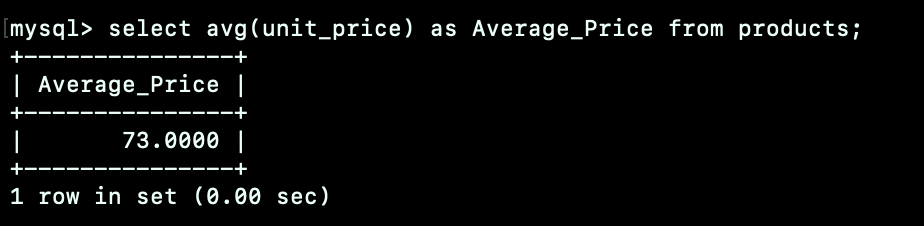 mysql> select avg(unit_price) as Average_Price from products;
+---------------+
| Average_Price |
+---------------+
|       73.0000 |
+---------------+
1 row in set (0.00 sec)